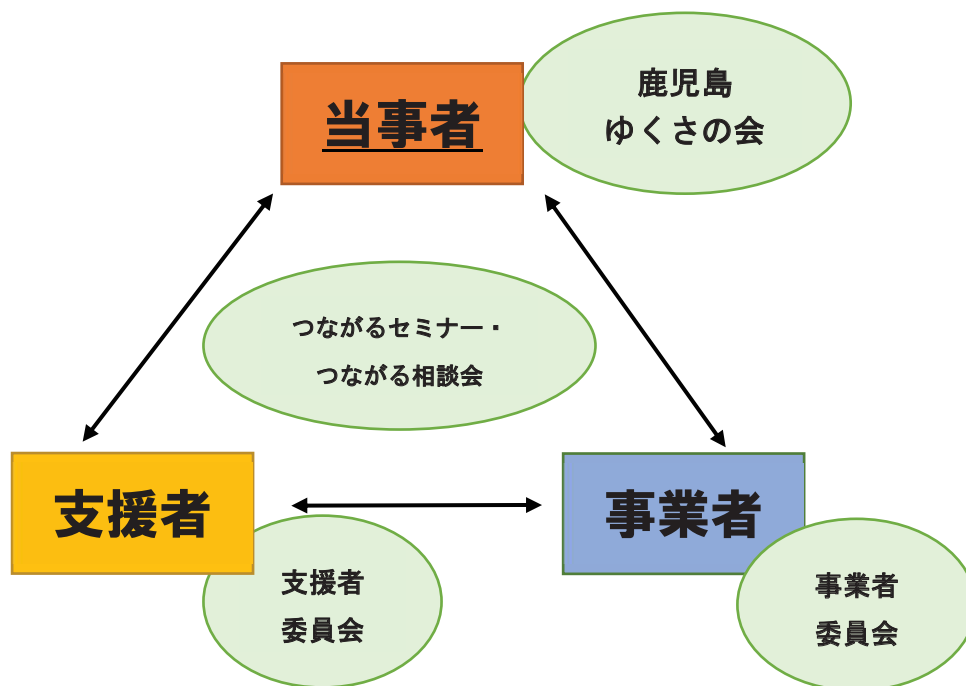 当事者
鹿児島
ゆくさの会
つながるセミナー・
つながる相談会
支援者
事業者
支援者
委員会
事業者
委員会